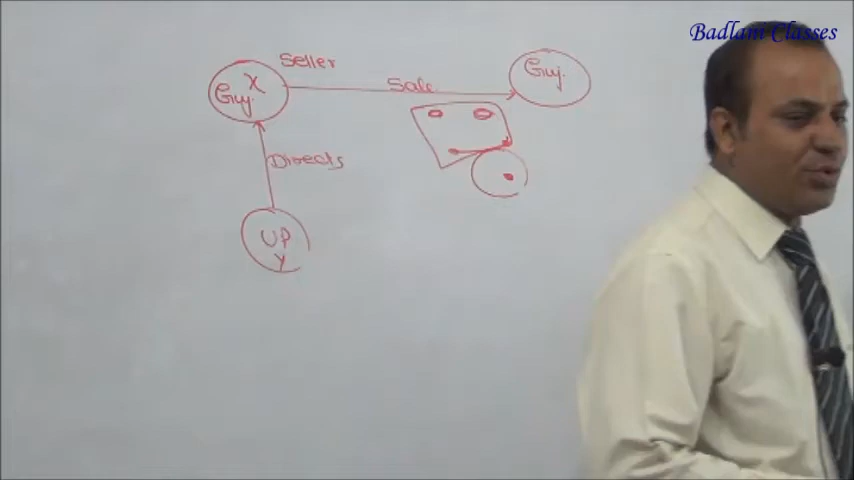 Badlani Classes
Seller
Guj. X
Sale
Guj.
Directs
UP
Y